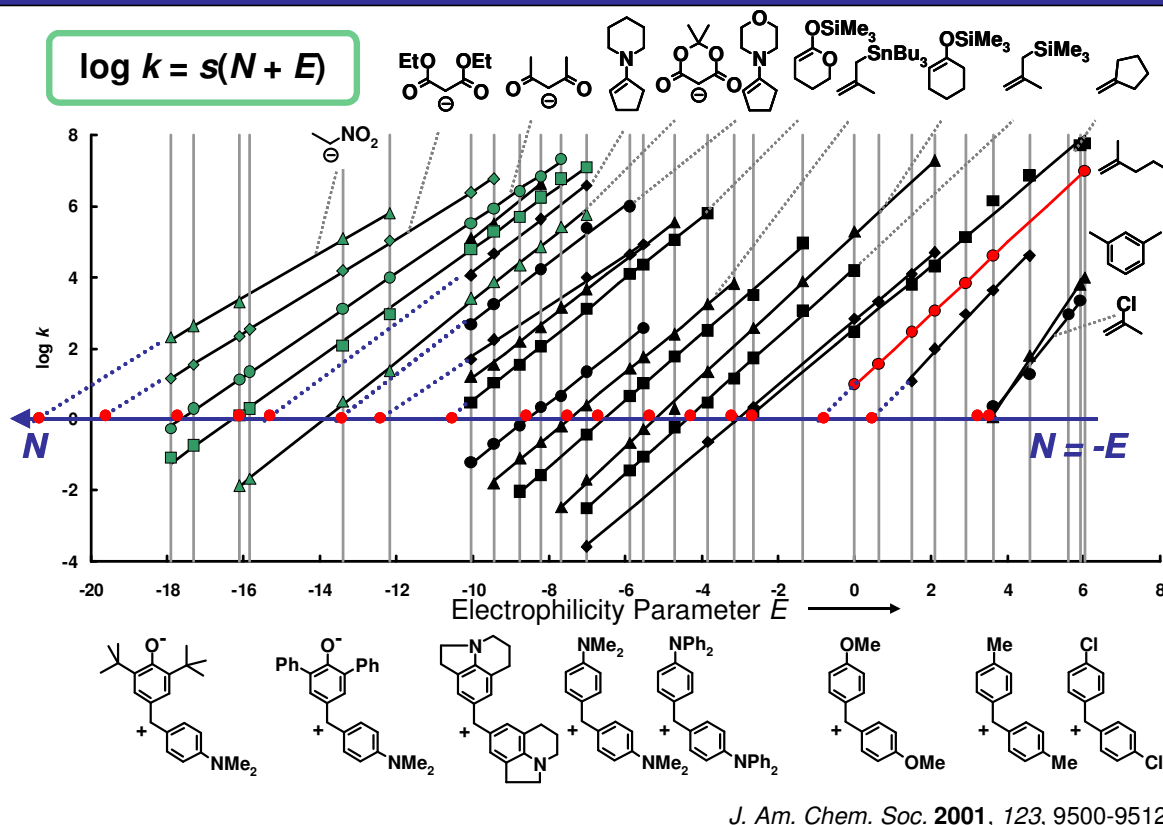 log k = s(N + E)
OSiMe3
O
EtO OEt
O O
⊖
O O
⊖
N
O O
O O
⊖
O
N
O
SnBu3
OSiMe3
SiMe3
NO2
⊖
Cl
log k
8
6
4
2
0
-2
-4
N
N = -E
-20 -18 -16 -14 -12 -10 -8 -6 -4 -2 0 2 4 6 8
Electrophilicity Parameter E
O-
+
NMe2
Ph O- Ph
+
NMe2
N
+
N
NMe2
+
NMe2
NPh2
+
NPh2
OMe
+
OMe
Me
+
Me
Cl
+
Cl
J. Am. Chem. Soc. 2001, 123, 9500-9512